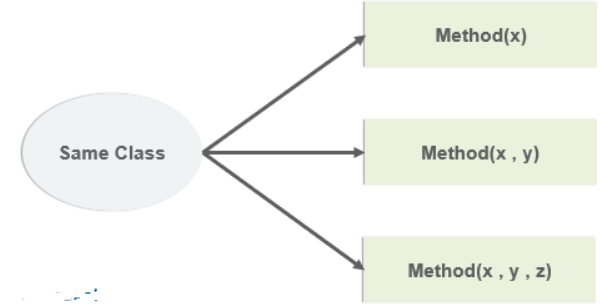 Method(x)
Same Class
Method(x , y)
Method(x , y , z)